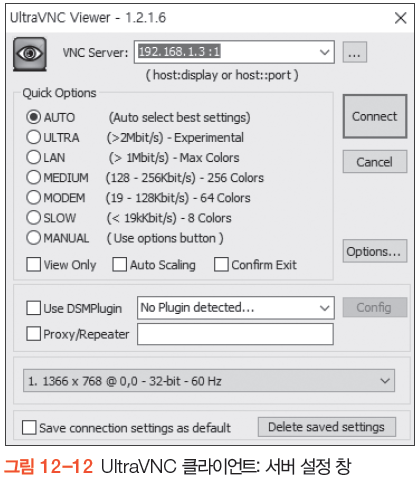 UltraVNC Viewer - 1.2.1.6
VNC Server: 192.168.1.3:1 ...
( host:display or host::port )
Quick Options
AUTO (Auto select best settings)
ULTRA (>2Mbit/s) - Experimental
LAN (> 1Mbit/s) - Max Colors
MEDIUM (128 - 256Kbit/s) - 256 Colors
MODEM (19 - 128Kbit/s) - 64 Colors
SLOW (< 19kKbit/s) - 8 Colors
MANUAL ( Use options button )
View Only Auto Scaling Confirm Exit
Connect
Cancel
Options...
Use DSMPlugin No Plugin detected... Config
Proxy/Repeater
1. 1366 x 768 @ 0,0 - 32-bit - 60 Hz
Save connection settings as default Delete saved settings
그림 12-12 UltraVNC 클라이언트: 서버 설정 창